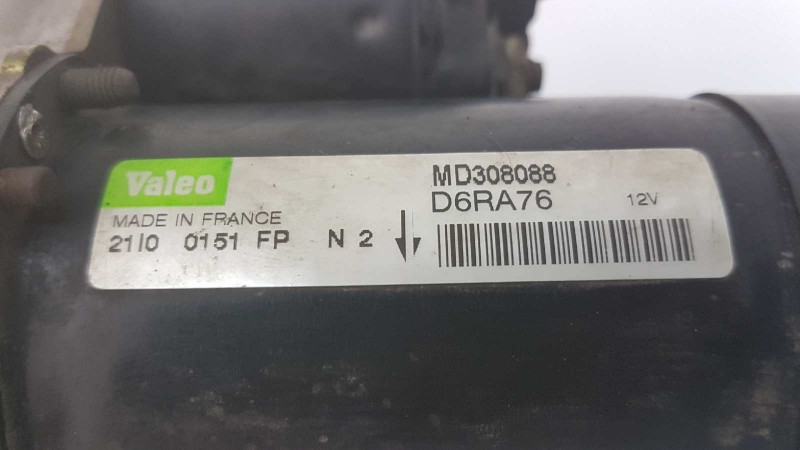 Valeo
MADE IN FRANCE
21I0 0151 FP N 2
MD308088
D6RA76 12V